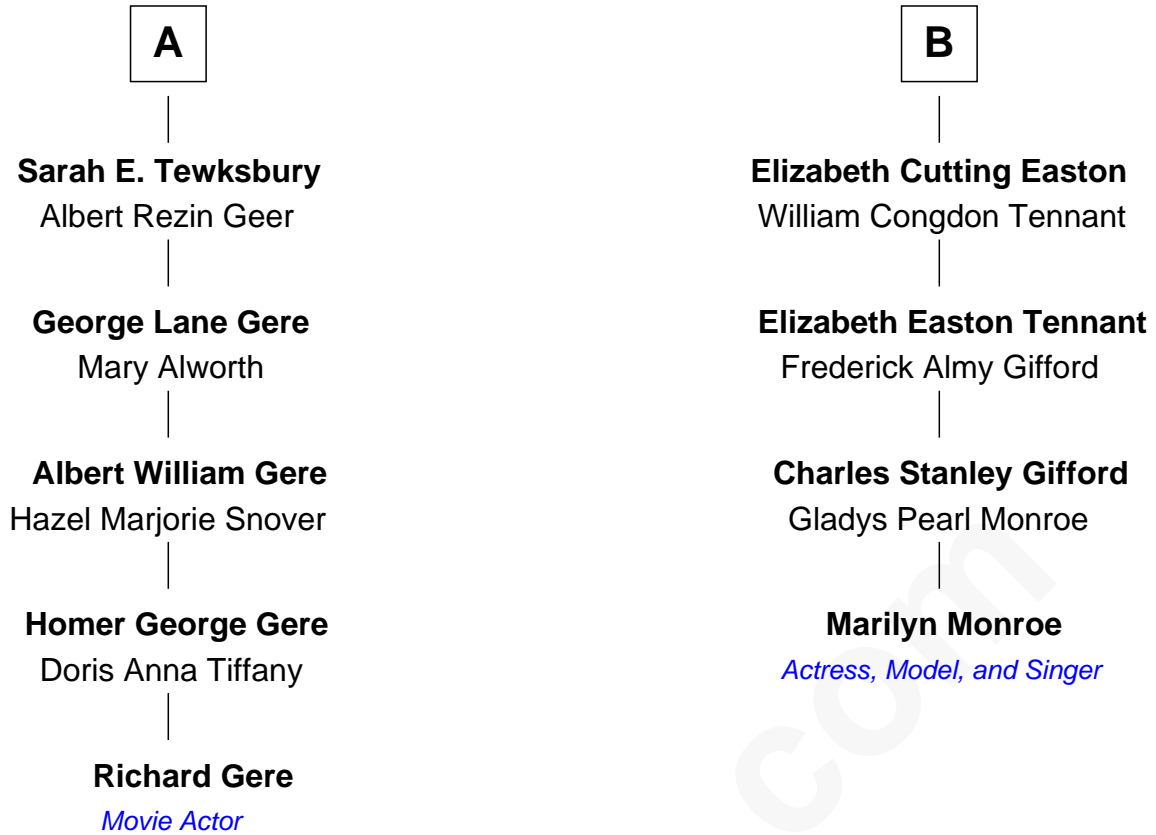 A
Sarah E. Tewksbury
Albert Rezin Geer
George Lane Gere
Mary Alworth
Albert William Gere
Hazel Marjorie Snover
Homer George Gere
Doris Anna Tiffany
Richard Gere
Movie Actor
B
Elizabeth Cutting Easton
William Congdon Tennant
Elizabeth Easton Tennant
Frederick Almy Gifford
Charles Stanley Gifford
Gladys Pearl Monroe
Marilyn Monroe
Actress, Model, and Singer
com